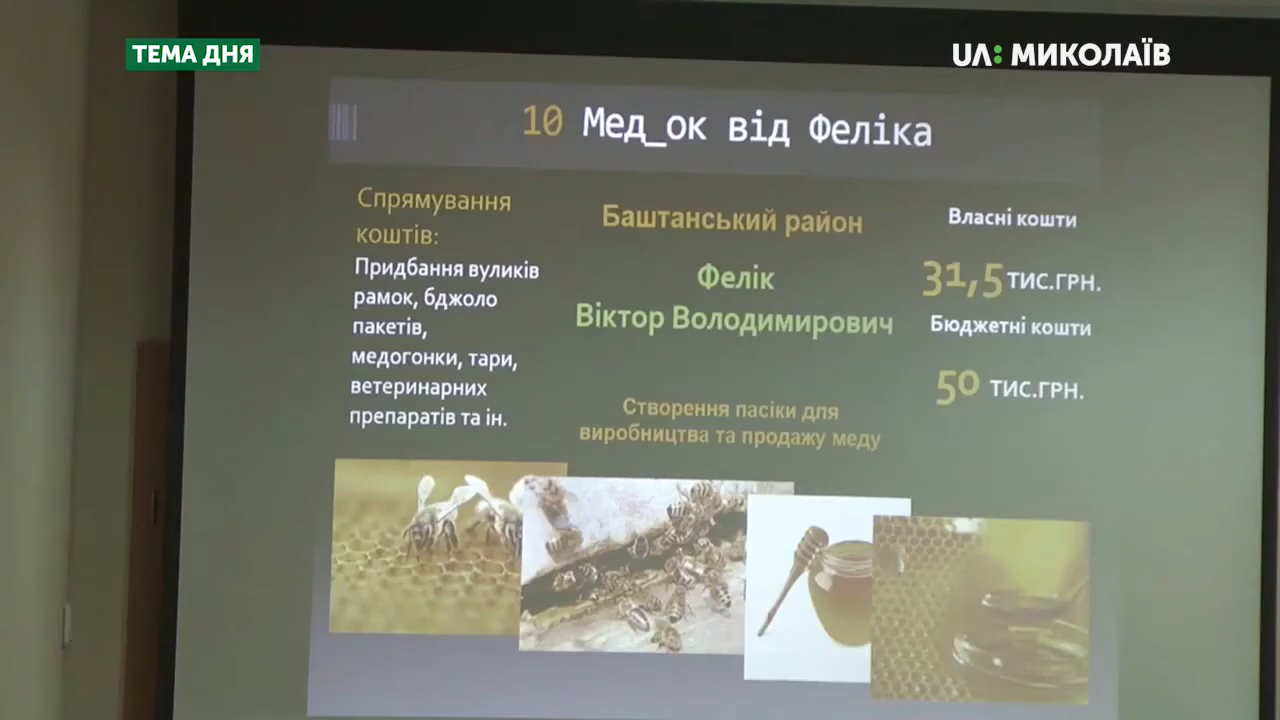 ТЕМА ДНЯ
UA: МИКОЛАЇВ
10 Мед_ок від Феліка
Спрямування
коштів:
Придбання вуликів
рамок, бджоло
пакетів,
медогонки, тари,
ветеринарних
препаратів та ін.
Баштанський район
Фелік
Віктор Володимирович
Створення пасіки для
виробництва та продажу меду
Власні кошти
31,5 ТИС.ГРН.
Бюджетні кошти
50 ТИС.ГРН.